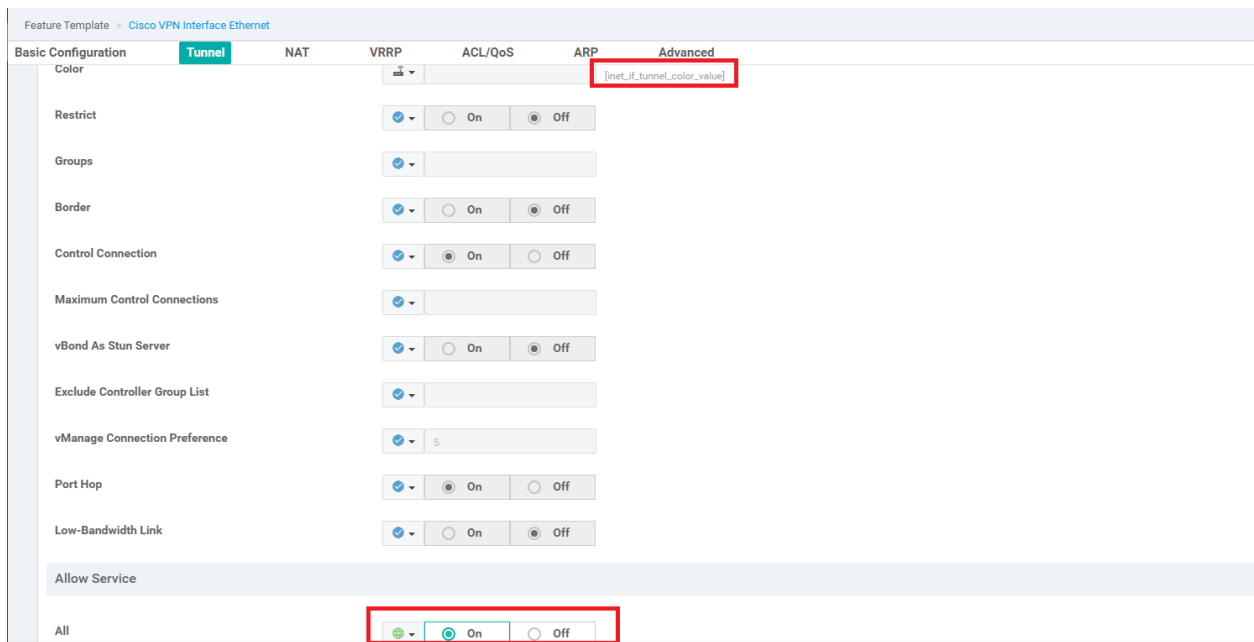 Feature Template > Cisco VPN Interface Ethernet
Basic Configuration Tunnel NAT VRRP ACL/QoS ARP Advanced
Color [inet_if_tunnel_color_value]
Restrict On Off
Groups
Border On Off
Control Connection On Off
Maximum Control Connections
vBond As Stun Server On Off
Exclude Controller Group List
vManage Connection Preference 5
Port Hop On Off
Low-Bandwidth Link On Off
Allow Service
All On Off